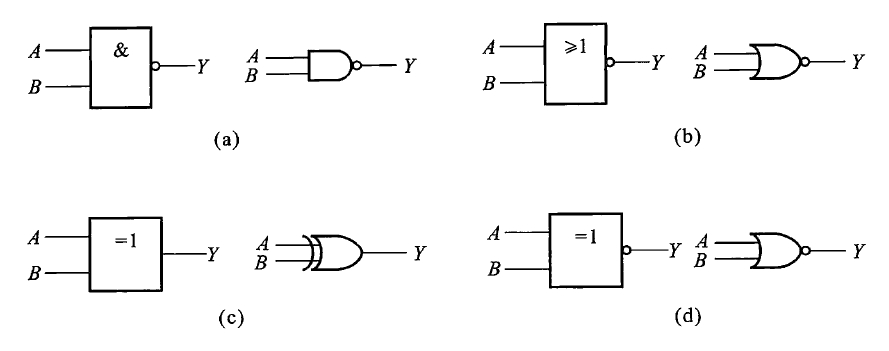 A & Y A Y
B B
(a)
A ⩾1 Y A Y
B B
(b)
A =1 Y A Y
B B
(c)
A =1 Y A Y
B B
(d)